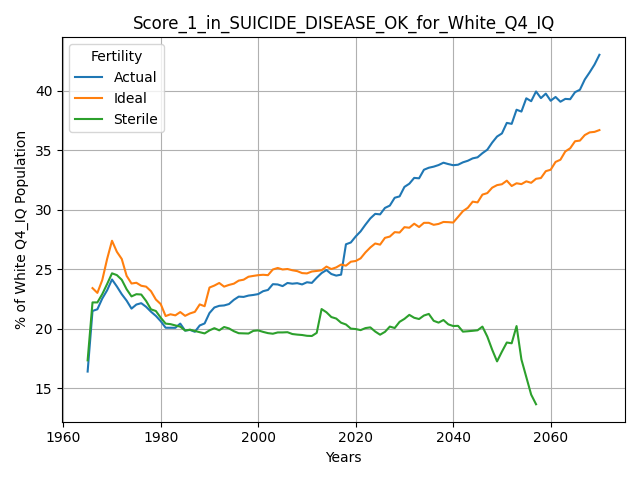 Score_1_in_SUICIDE_DISEASE_OK_for_White_Q4_IQ
Fertility
Actual
Ideal
Sterile
% of White Q4_IQ Population
40
35
30
25
20
15
1960
1980
2000
2020
2040
2060
Years